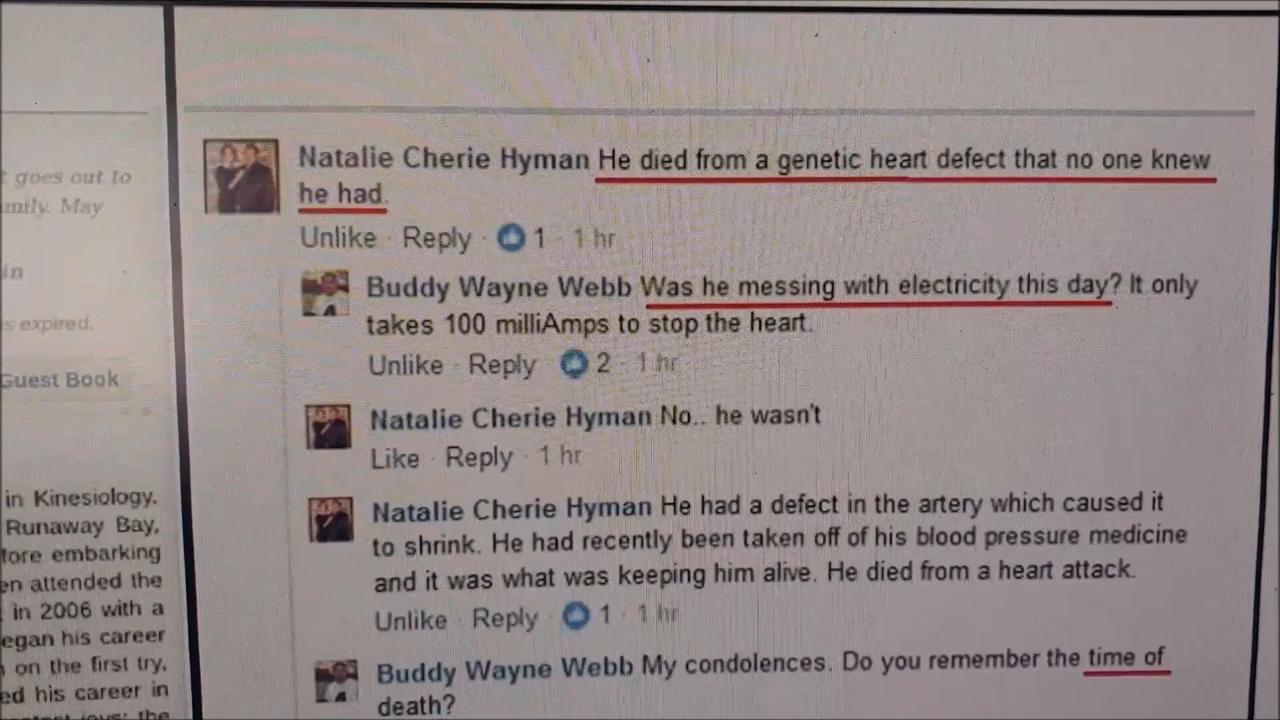 t goes out to
mily. May
in
s expired.
Guest Book
in Kinesiology.
Runaway Bay,
fore embarking
en attended the
in 2006 with a
egan his career
on the first try.
ed his career in
the
Natalie Cherie Hyman He died from a genetic heart defect that no one knew
he had.
Unlike · Reply · 1 · 1 hr
Buddy Wayne Webb Was he messing with electricity this day? It only
takes 100 milliAmps to stop the heart.
Unlike · Reply · 2 · 1 hr
Natalie Cherie Hyman No.. he wasn't
Like · Reply · 1 hr
Natalie Cherie Hyman He had a defect in the artery which caused it
to shrink. He had recently been taken off of his blood pressure medicine
and it was what was keeping him alive. He died from a heart attack.
Unlike · Reply · 1 · 1 hr
Buddy Wayne Webb My condolences. Do you remember the time of
death?